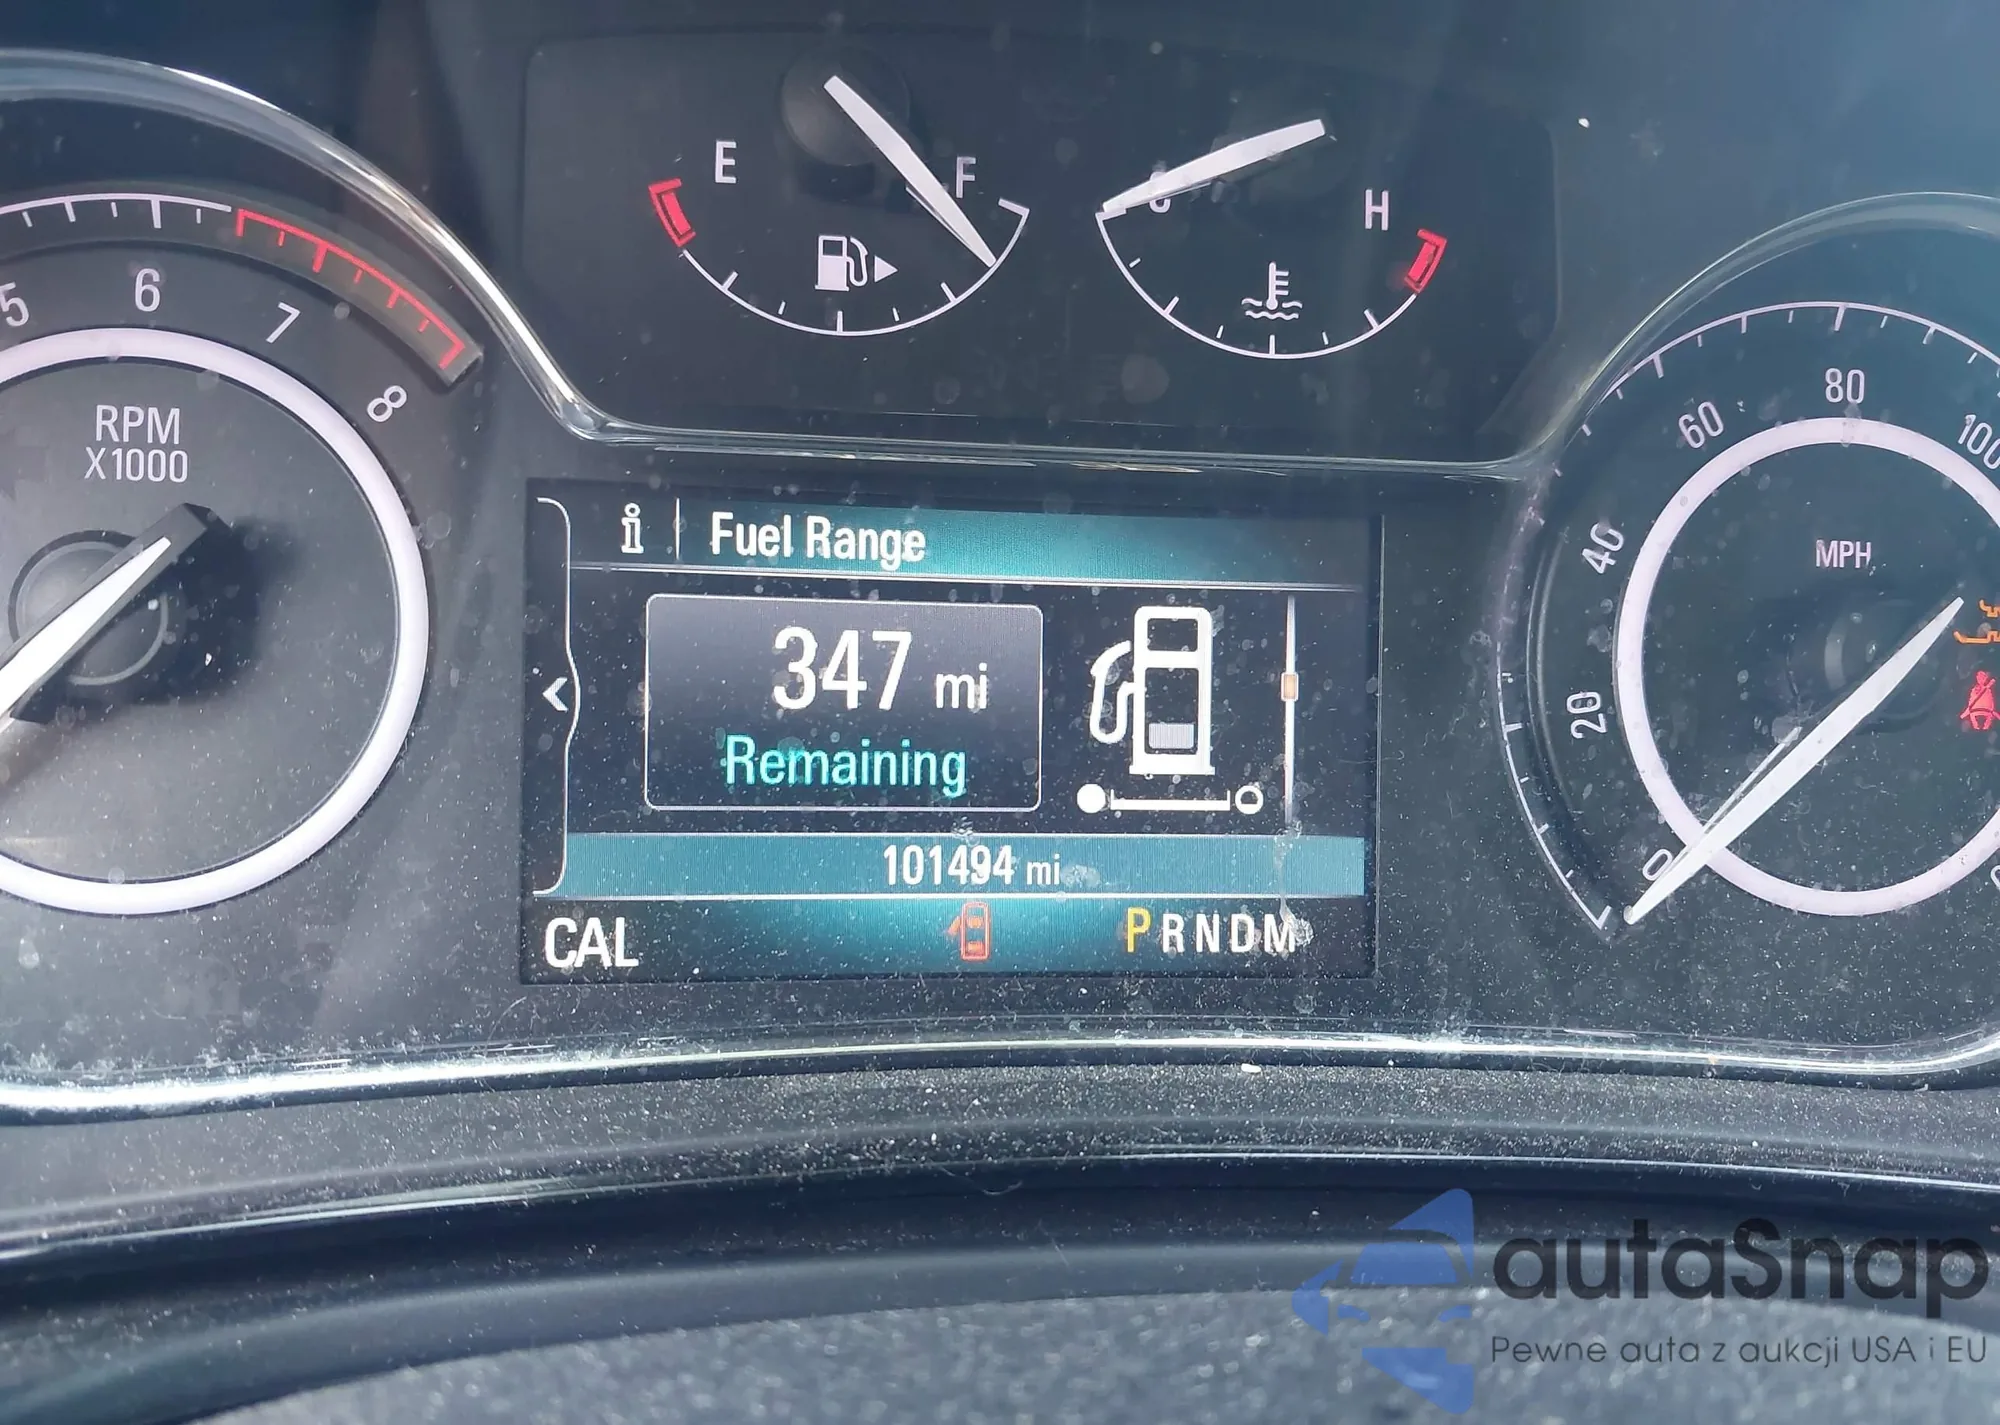 E
F
H
5
6
7
8
RPM
X1000
Fuel Range
347 mi
Remaining
101494 mi
CAL
PRNDM
0
20
40
60
80
100
MPH
autaSnap
Pewne auta z aukcji USA i EU